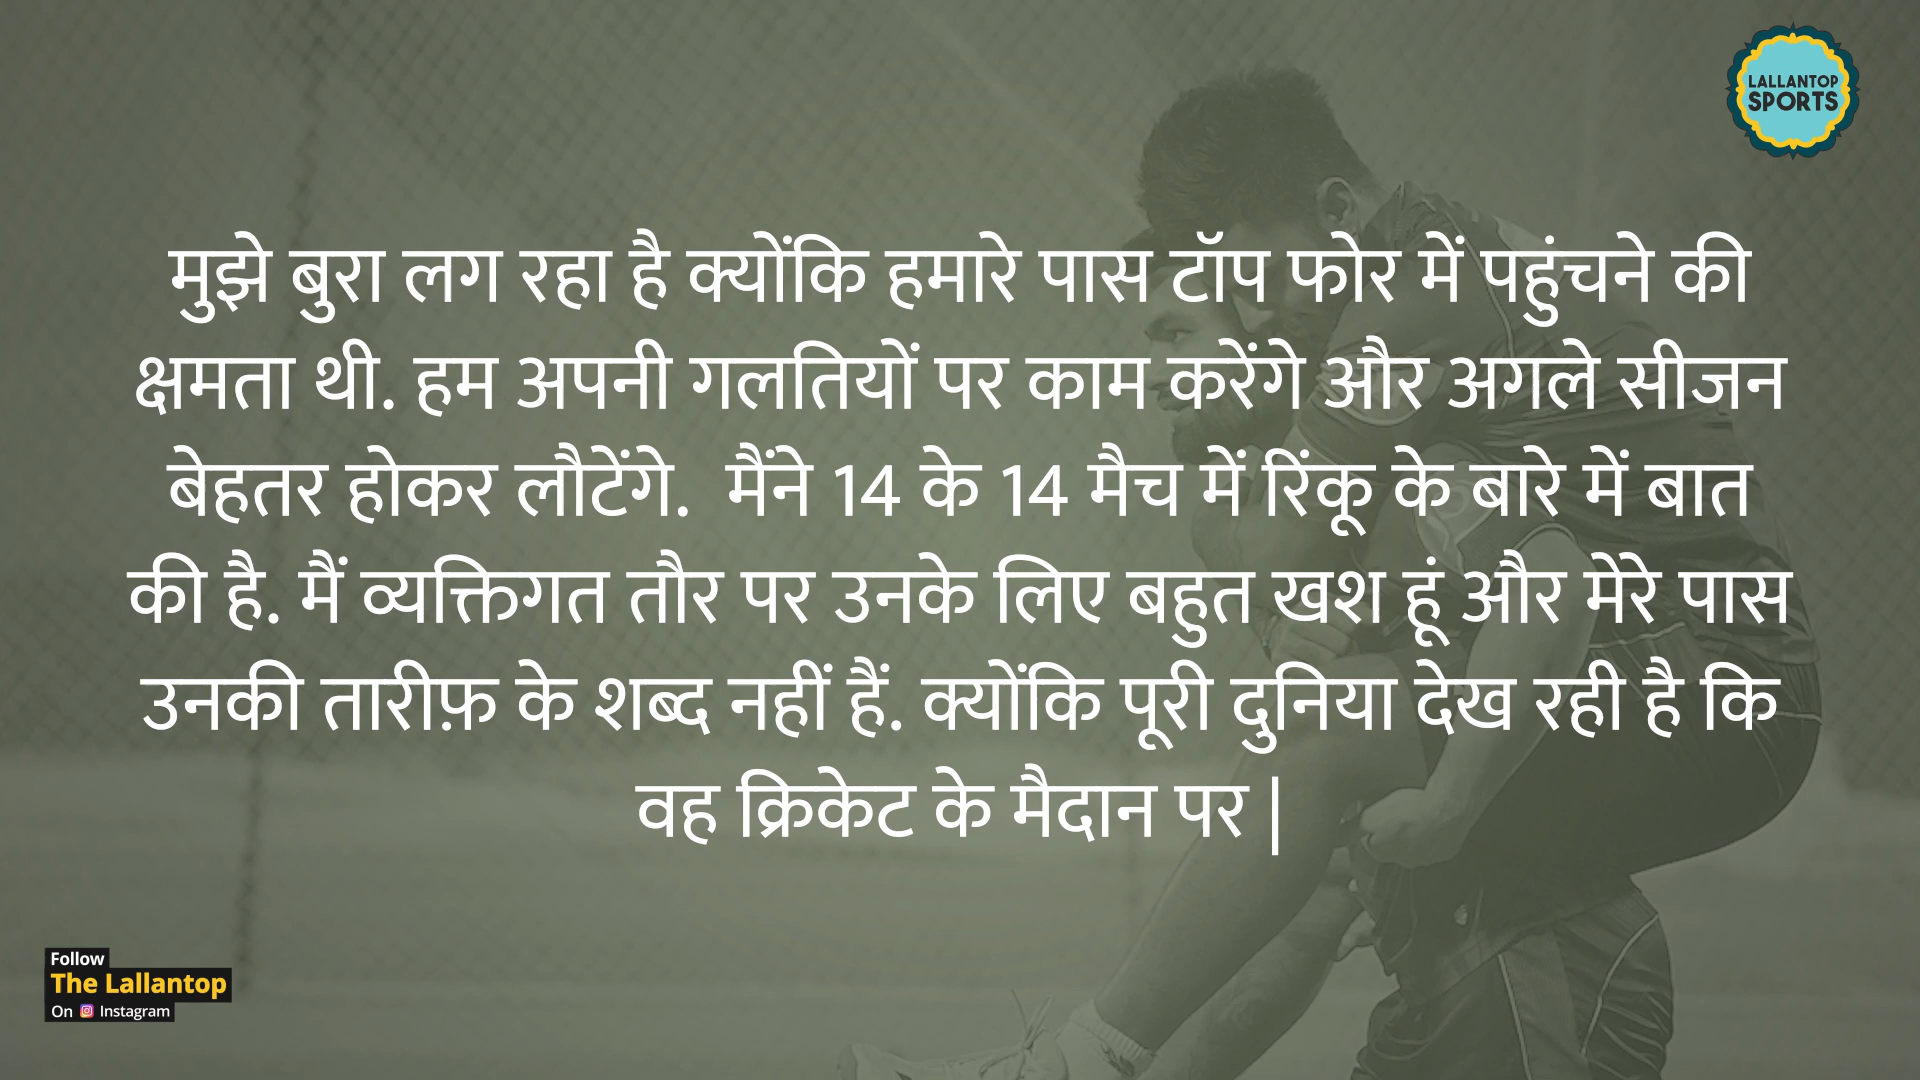 LALLANTOP
SPORTS
मुझे बुरा लग रहा है क्योंकि हमारे पास टॉप फोर में पहुंचने की
क्षमता थी. हम अपनी गलतियों पर काम करेंगे और अगले सीजन
बेहतर होकर लौटेंगे. मैंने 14 के 14 मैच में रिंकू के बारे में बात
की है. मैं व्यक्तिगत तौर पर उनके लिए बहुत खश हूं और मेरे पास
उनकी तारीफ़ के शब्द नहीं हैं. क्योंकि पूरी दुनिया देख रही है कि
वह क्रिकेट के मैदान पर |
Follow
The Lallantop
On Instagram